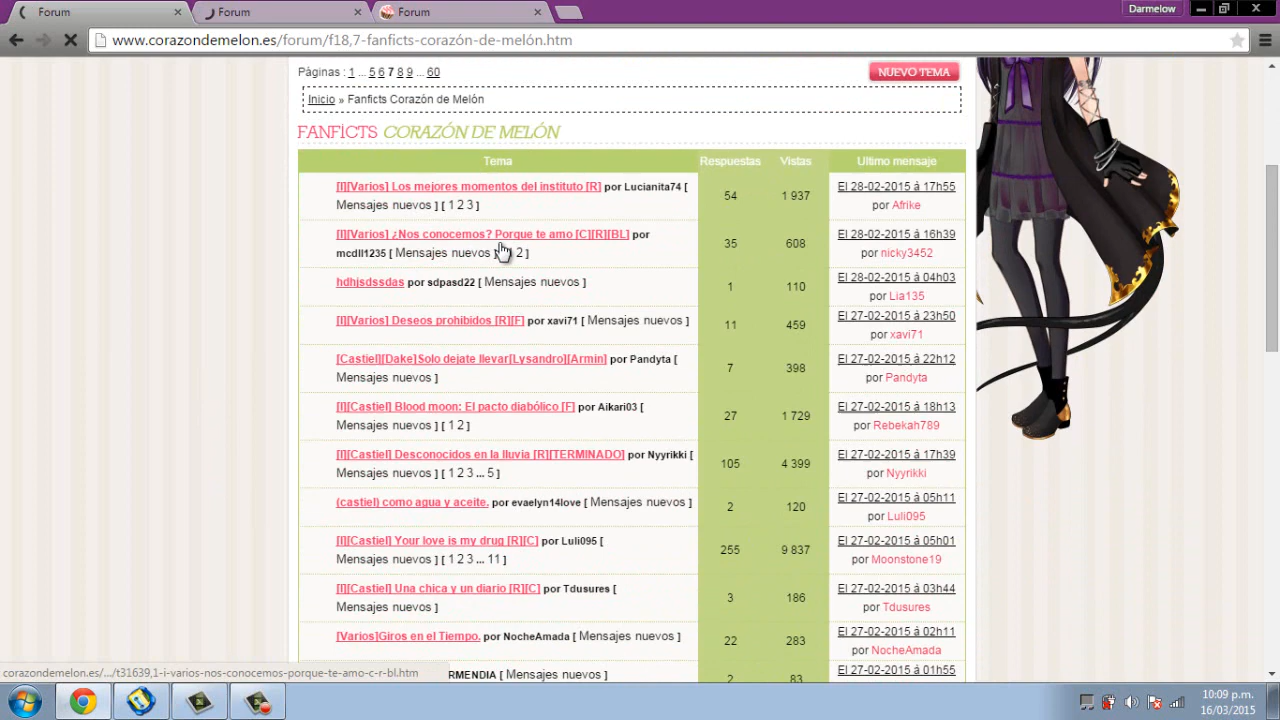 Forum
Forum
Forum
Darmelow
www.corazondemelon.es/forum/f18,7-fanficts-corazón-de-melón.htm
Páginas : 1 ... 5 6 7 8 9 ... 60
NUEVO TEMA
Inicio » Fanficts Corazón de Melón
FANFICTS CORAZÓN DE MELÓN
Tema Respuestas Vistas Ultimo mensaje
[I][Varios] Los mejores momentos del instituto [R] por Lucianita74 [ 54 1 937 El 28-02-2015 à 17h55
Mensajes nuevos ] [ 1 2 3 ] por Afrike
[I][Varios] ¿Nos conocemos? Porque te amo [C][R][BL] por 35 608 El 28-02-2015 à 16h39
mcdll1235 [ Mensajes nuevos ] 2 ] por nicky3452
hdhjsdssdas por sdpasd22 [ Mensajes nuevos ] 1 110 El 28-02-2015 à 04h03
por Lia135
[I][Varios] Deseos prohibidos [R][F] por xavi71 [ Mensajes nuevos ] 11 459 El 27-02-2015 à 23h50
por xavi71
[Castiel][Dake]Solo dejate llevar[Lysandro][Armin] por Pandyta [ 7 398 El 27-02-2015 à 22h12
Mensajes nuevos ] por Pandyta
[I][Castiel] Blood moon: El pacto diabólico [F] por Aikari03 [ 27 1 729 El 27-02-2015 à 18h13
Mensajes nuevos ] [ 1 2 ] por Rebekah789
[I][Castiel] Desconocidos en la lluvia [R][TERMINADO] por Nyyrikki [ 105 4 399 El 27-02-2015 à 17h39
Mensajes nuevos ] [ 1 2 3 ... 5 ] por Nyyrikki
(castiel) como agua y aceite. por evaelyn14love [ Mensajes nuevos ] 2 120 El 27-02-2015 à 05h11
por Luli095
[I][Castiel] Your love is my drug [R][C] por Luli095 [ 255 9 837 El 27-02-2015 à 05h01
Mensajes nuevos ] [ 1 2 3 ... 11 ] por Moonstone19
[I][Castiel] Una chica y un diario [R][C] por Tdusures [ 3 186 El 27-02-2015 à 03h44
Mensajes nuevos ] por Tdusures
[Varios]Giros en el Tiempo. por NocheAmada [ Mensajes nuevos ] 22 283 El 27-02-2015 à 02h11
por NocheAmada
RMENDIA [ Mensajes nuevos ] 2 83 El 27-02-2015 à 01h55
corazondemelon.es/.../t31639,1-i-varios-nos-conocemos-porque-te-amo-c-r-bl.htm
10:09 p.m.
16/03/2015